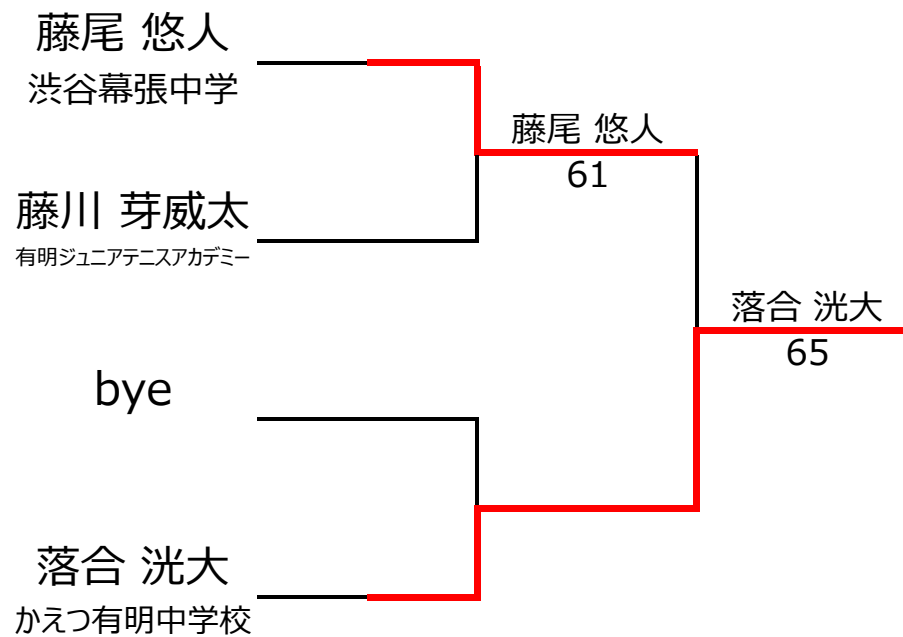 藤尾 悠人
渋谷幕張中学
藤尾 悠人
61
藤川 芽威太
有明ジュニアテニスアカデミー
落合 洸大
65
bye
落合 洸大
かえつ有明中学校